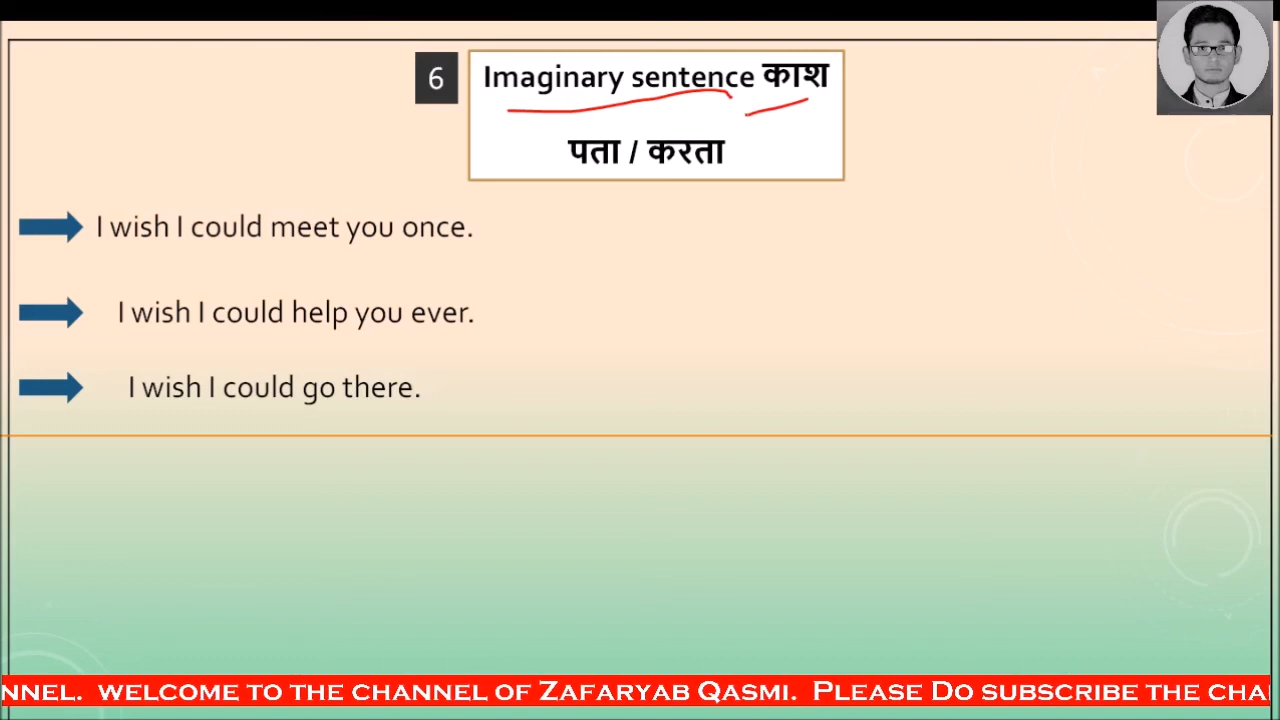 6
Imaginary sentence काश
पता / करता
I wish I could meet you once.
I wish I could help you ever.
I wish I could go there.
NNEL. WELCOME TO THE CHANNEL OF ZAFARYAB QASMI. PLEASE DO SUBSCRIBE THE CHA